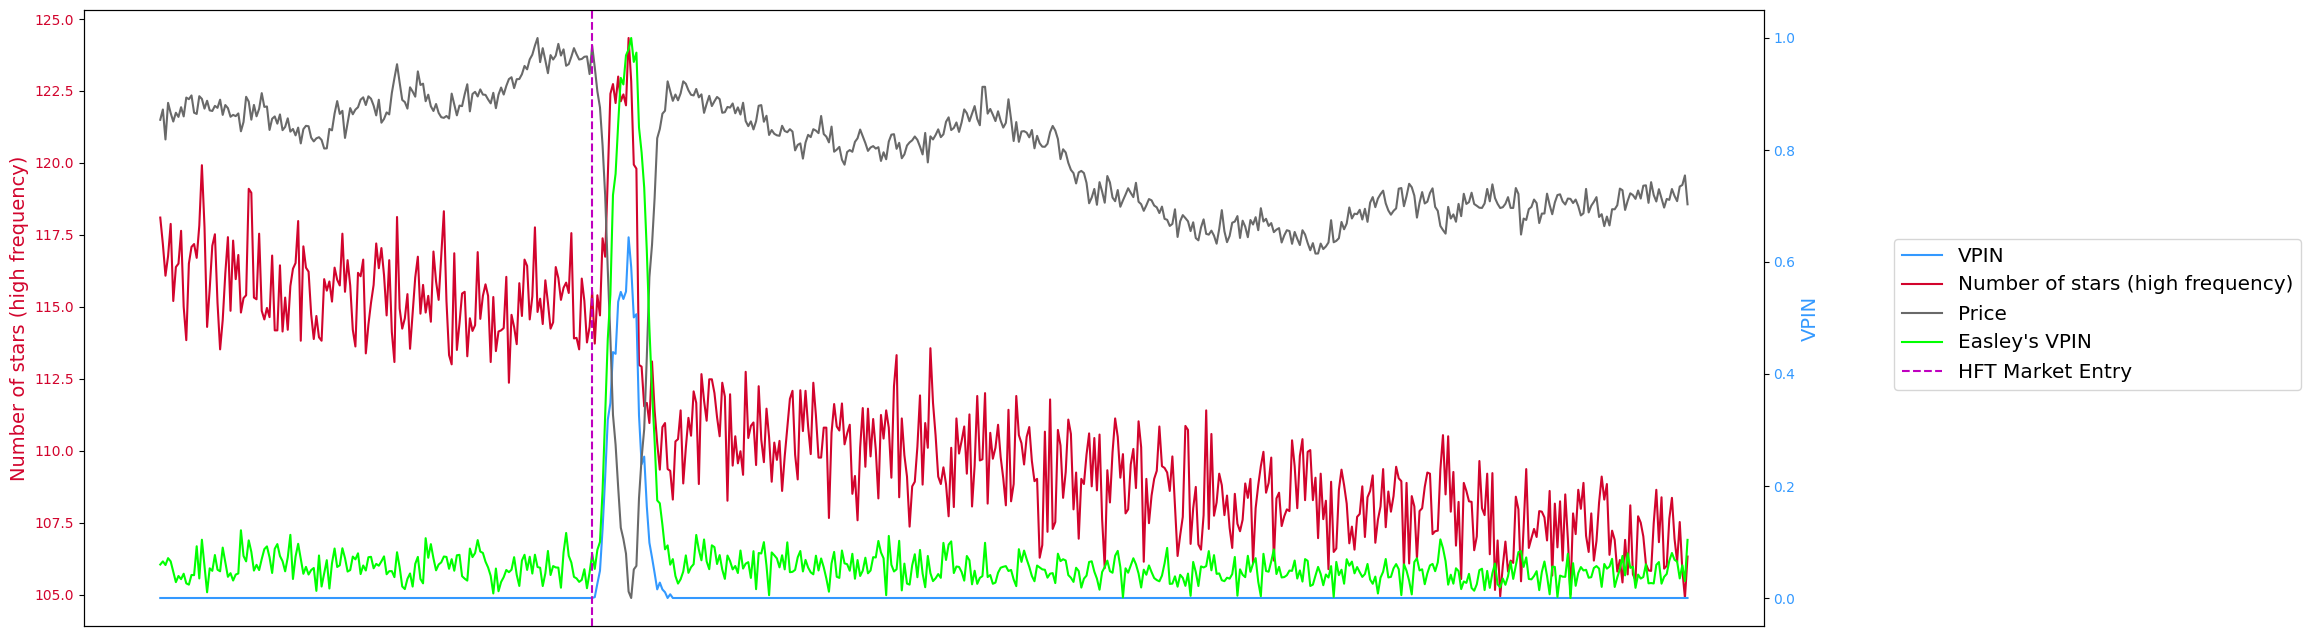 125.0
122.5
120.0
117.5
115.0
112.5
110.0
107.5
105.0
Number of stars (high frequency)
1.0
0.8
0.6
0.4
0.2
0.0
VPIN
VPIN
Number of stars (high frequency)
Price
Easley's VPIN
HFT Market Entry